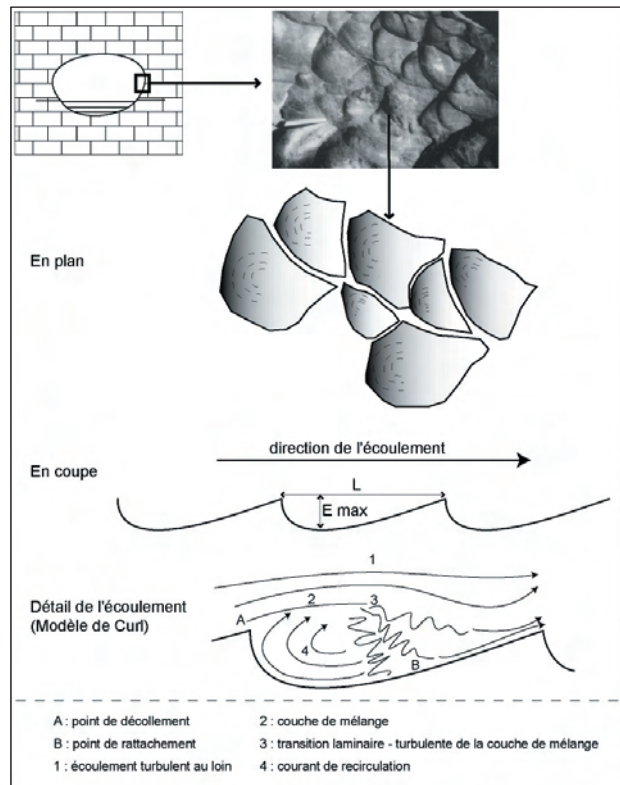 En plan
direction de l'écoulement
En coupe
L
E max
1
Détail de l'écoulement
(Modèle de Curl)
2
3
A
4
B
A : point de décollement
2 : couche de mélange
B : point de rattachement
3 : transition laminaire - turbulente de la couche de mélange
1 : écoulement turbulent au loin
4 : courant de recirculation